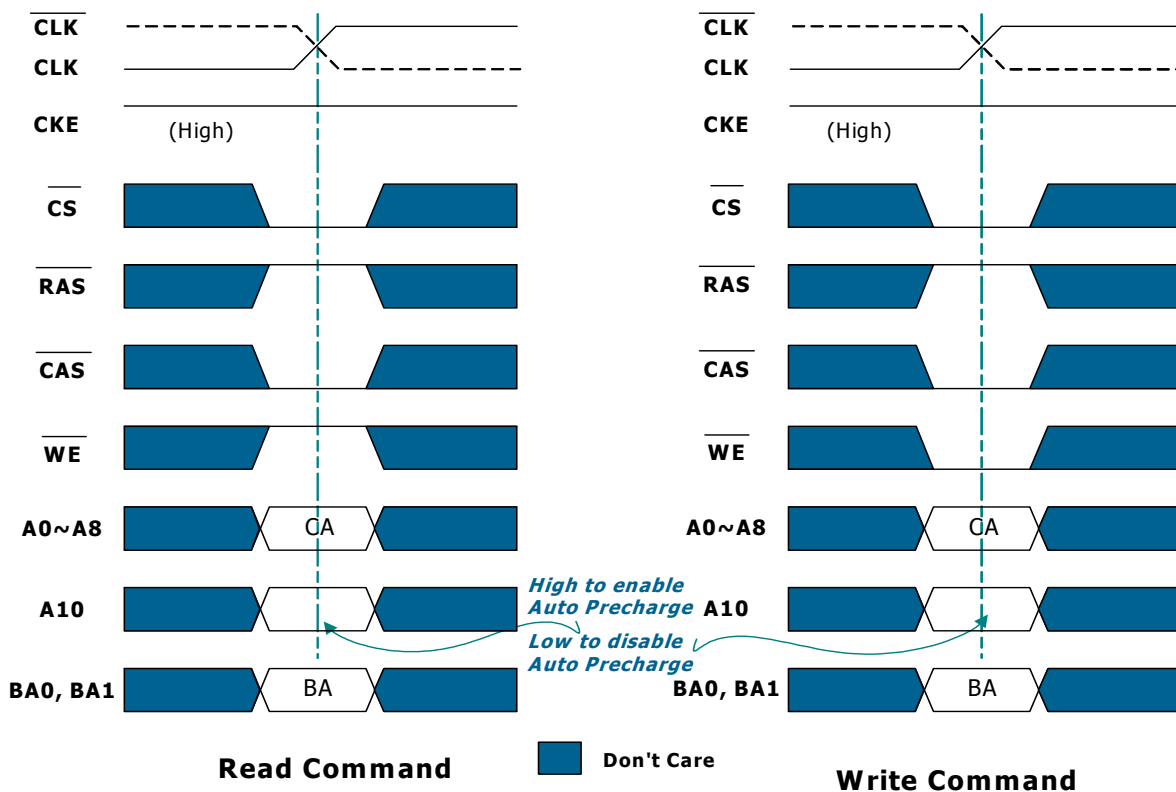 CLK
CLK
CKE
(High)
CS
RAS
CAS
WE
A0~A8
CA
A10
BA0, BA1
BA
Read Command
High to enable
Auto Precharge
Low to disable
Auto Precharge
Don't Care
CLK
CLK
CKE
(High)
CS
RAS
CAS
WE
A0~A8
CA
A10
BA0, BA1
BA
Write Command